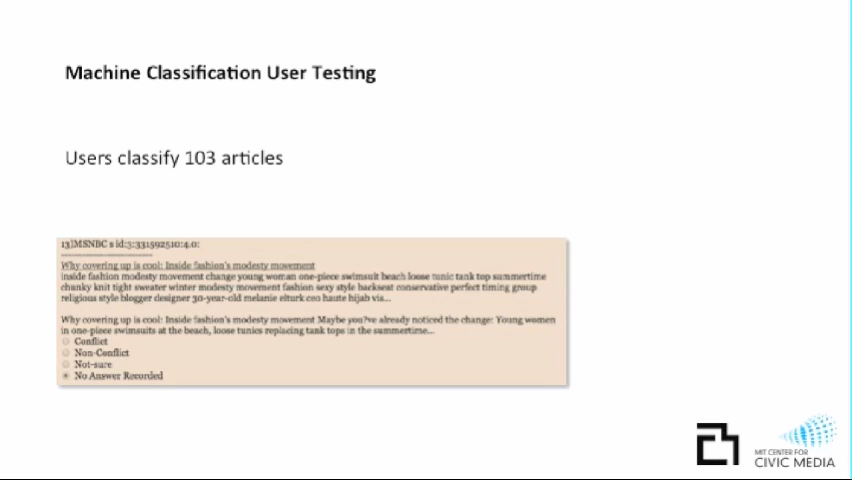 Machine Classification User Testing
Users classify 103 articles
13)MSNBC s id:3:331592510:4.0:
Why covering up is cool: Inside fashion's modesty movement
inside fashion modesty movement change young woman one-piece swimsuit beach loose tunic tank top summertime
chunky knit tight sweater winter modesty movement fashion sexy style backseat conservative perfect timing group
religious style blogger designer 30-year-old melanie elturk ceo haute hijab via...
Why covering up is cool: Inside fashion's modesty movement Maybe you?ve already noticed the change: Young women
in one-piece swimsuits at the beach, loose tunics replacing tank tops in the summertime...
Conflict
Non-Conflict
Not-sure
No Answer Recorded
MIT CENTER FOR
CIVIC MEDIA